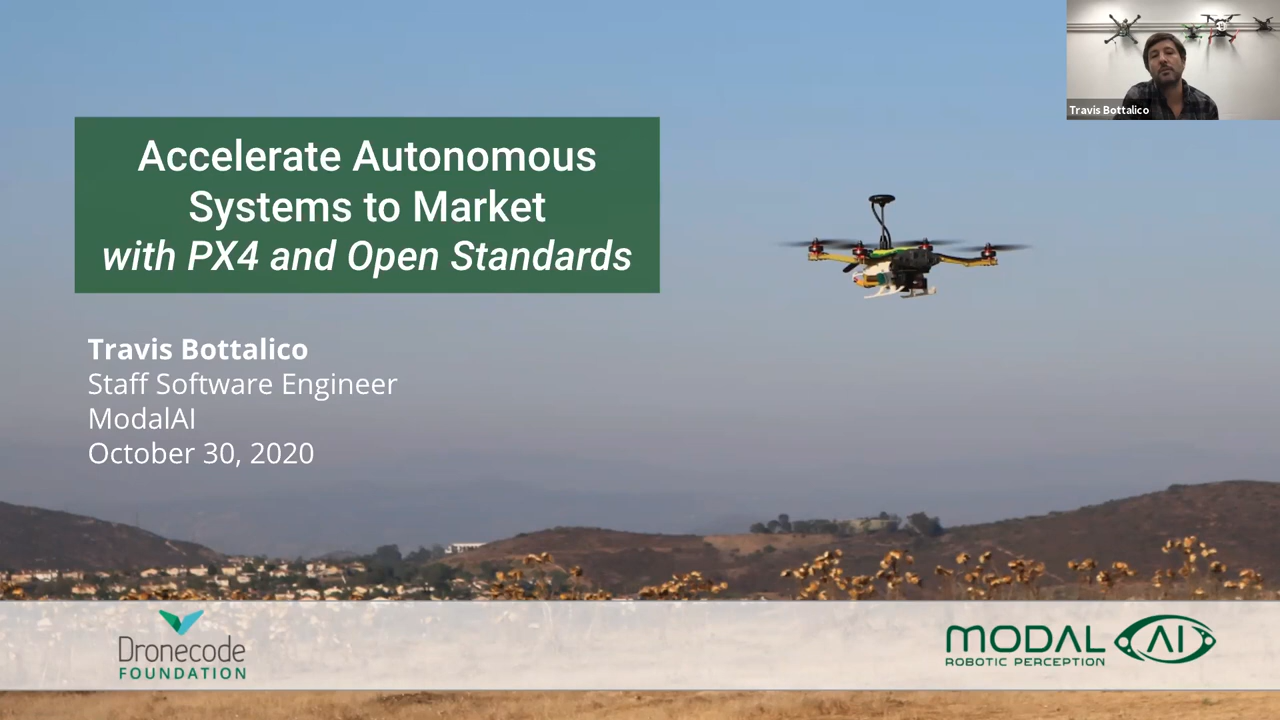 Travis Bottalico
Accelerate Autonomous
Systems to Market
with PX4 and Open Standards
Travis Bottalico
Staff Software Engineer
ModalAI
October 30, 2020
Dronecode
FOUNDATION
MODAL AI
ROBOTIC PERCEPTION